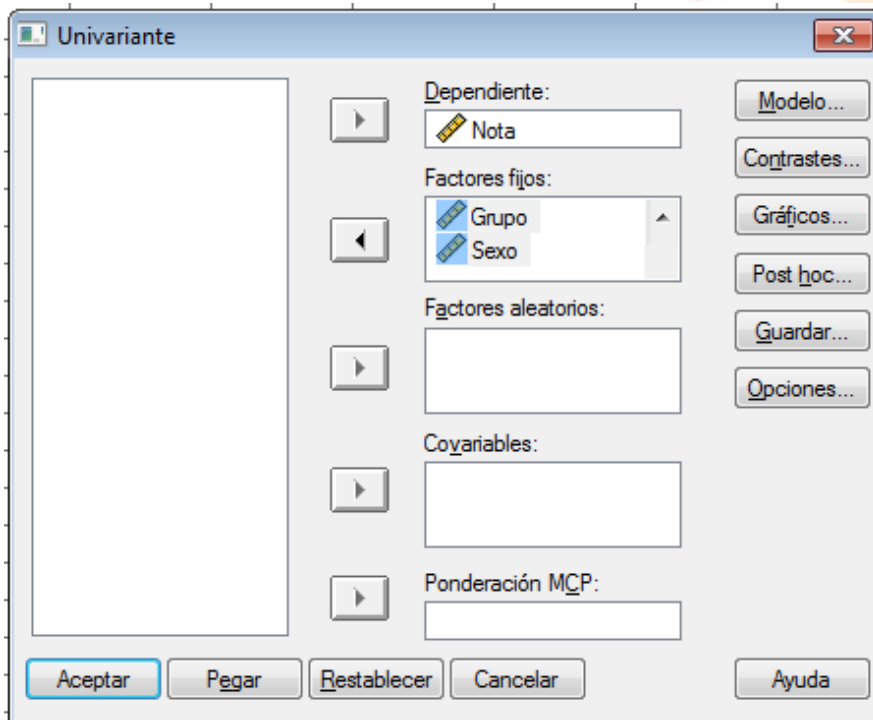 Univariante
Dependiente:
Nota
Factores fijos:
Grupo
Sexo
Factores aleatorios:
Covariables:
Ponderación MCP:
Modelo...
Contrastes...
Gráficos...
Post hoc...
Guardar...
Opciones...
Aceptar
Pegar
Restablecer
Cancelar
Ayuda